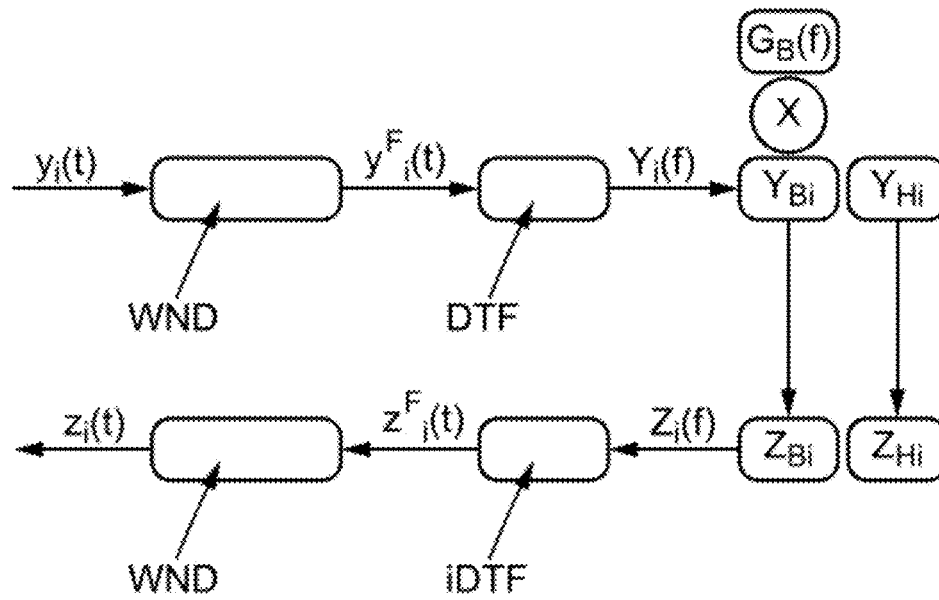 G_B(f)
X
y_i(t) y^F_i(t) Y_i(f) Y_Bi Y_Hi
WND DTF
z_i(t) z^F_i(t) Z_i(f) Z_Bi Z_Hi
WND iDTF